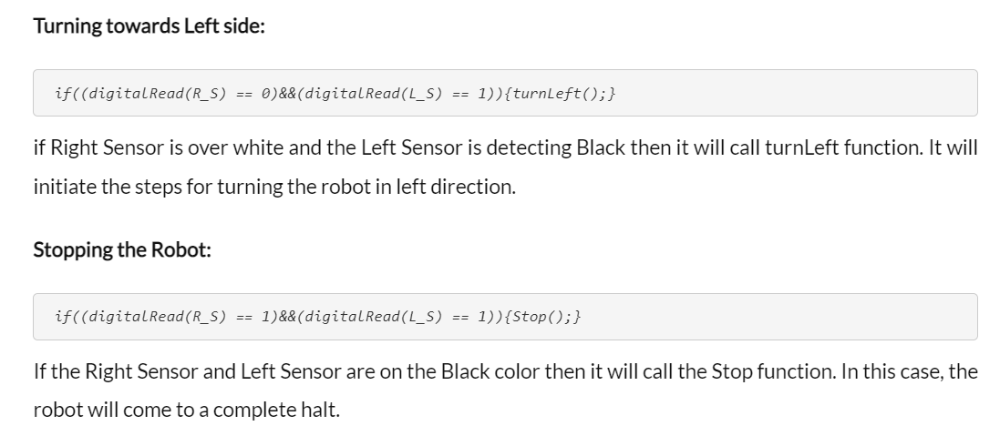 Turning towards Left side:
if((digitalRead(R_S) == 0)&&(digitalRead(L_S) == 1)){turnLeft();}
if Right Sensor is over white and the Left Sensor is detecting Black then it will call turnLeft function. It will
initiate the steps for turning the robot in left direction.
Stopping the Robot:
if((digitalRead(R_S) == 1)&&(digitalRead(L_S) == 1)){Stop();}
If the Right Sensor and Left Sensor are on the Black color then it will call the Stop function. In this case, the
robot will come to a complete halt.